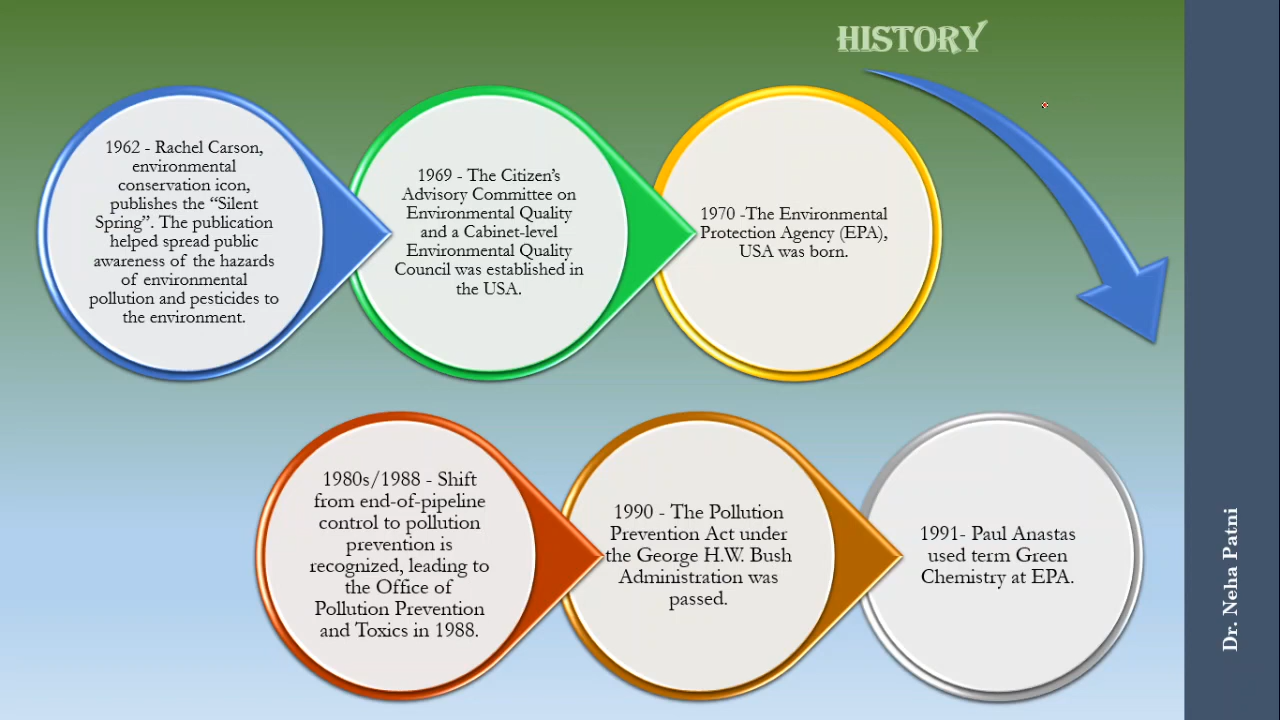 HISTORY
1962 - Rachel Carson,
environmental
conservation icon,
publishes the “Silent
Spring”. The publication
helped spread public
awareness of the hazards
of environmental
pollution and pesticides to
the environment.
1969 - The Citizen’s
Advisory Committee on
Environmental Quality
and a Cabinet-level
Environmental Quality
Council was established in
the USA.
1970 -The Environmental
Protection Agency (EPA),
USA was born.
1980s/1988 - Shift
from end-of-pipeline
control to pollution
prevention is
recognized, leading to
the Office of
Pollution Prevention
and Toxics in 1988.
1990 - The Pollution
Prevention Act under
the George H.W. Bush
Administration was
passed.
1991- Paul Anastas
used term Green
Chemistry at EPA.
Dr. Neha Patni